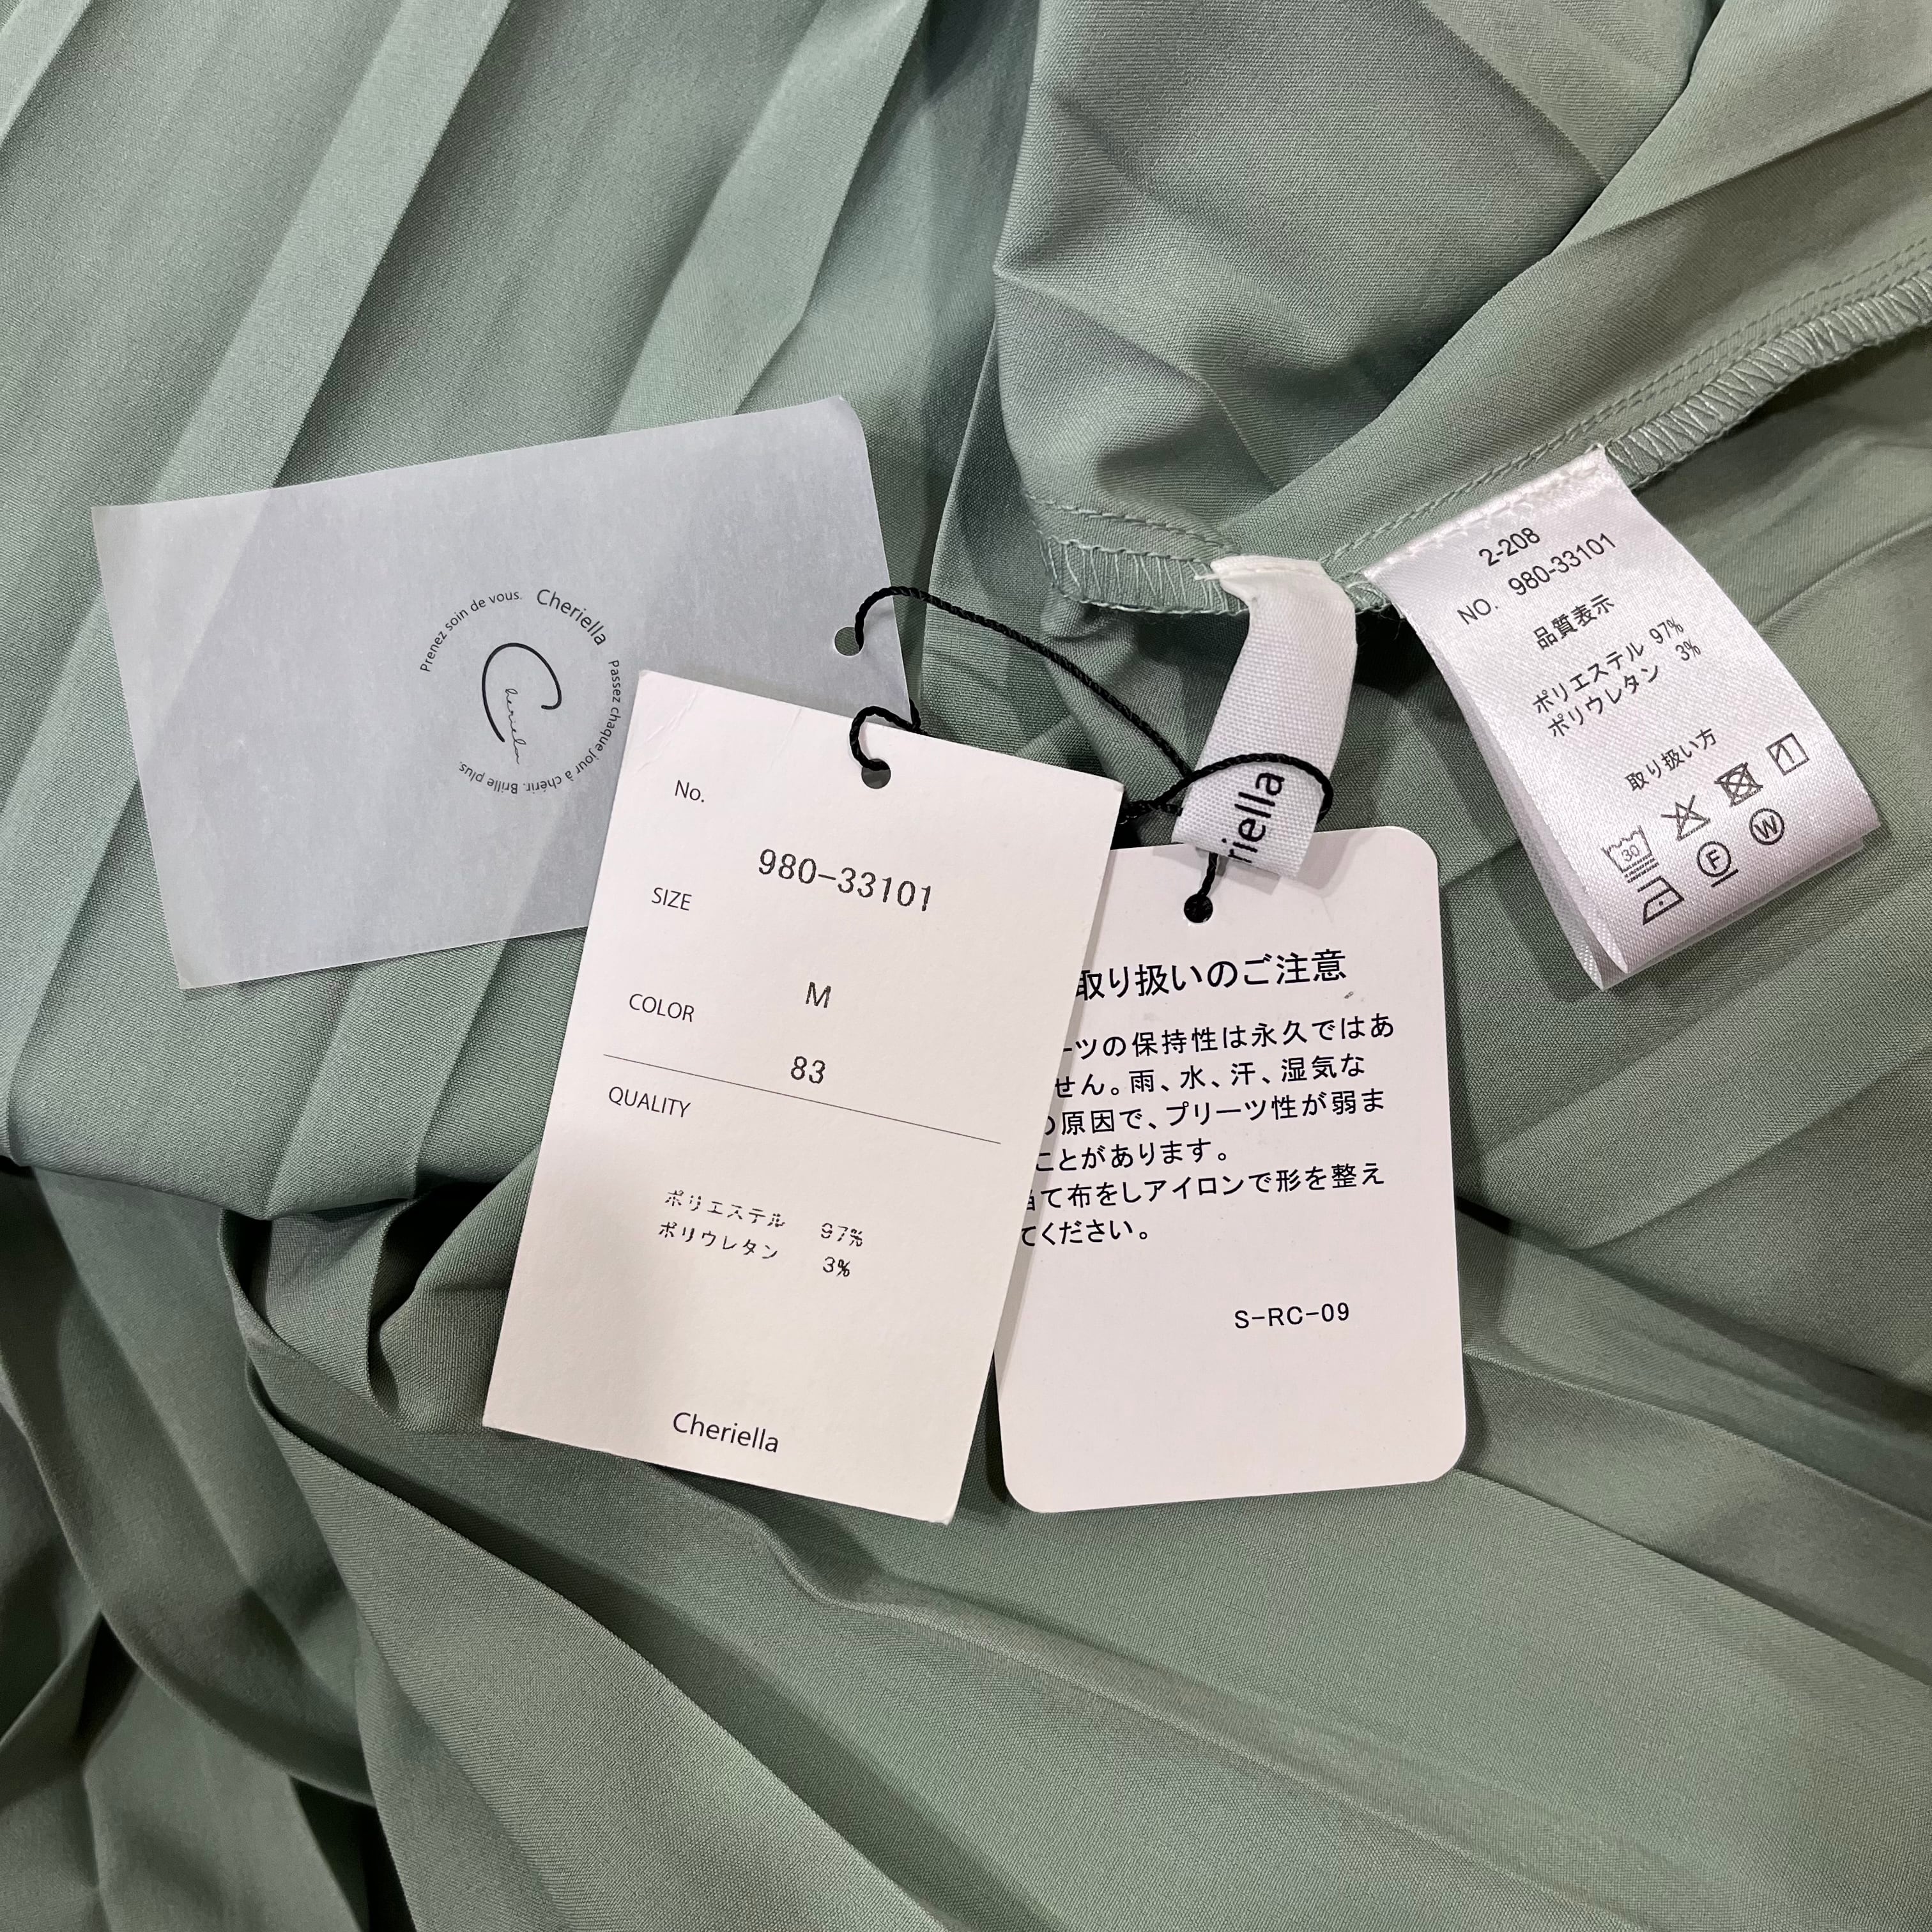 Prenez soin de vous. Cheriella Passez chaque jour à chérir. Brille plus.
Cheriella
No.
980-33101
SIZE
M
COLOR
83
QUALITY
ポリエステル 97%
ポリウレタン 3%
Cheriella
riella
取り扱いのご注意
ーツの保持性は永久ではあ
せん。雨、水、汗、湿気な
の原因で、プリーツ性が弱ま
ことがあります。
当て布をしアイロンで形を整え
てください。
S-RC-09
2-208
NO. 980-33101
品質表示
ポリエステル 97%
ポリウレタン 3%
取り扱い方
30
F
W